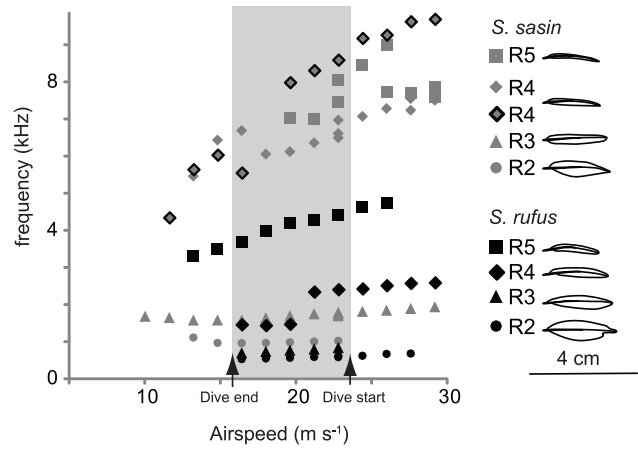 frequency (kHz)
8
4
0
10
20
30
Dive end
Dive start
Airspeed (m s-1)
S. sasin
R5
R4
R4
R3
R2
S. rufus
R5
R4
R3
R2
4 cm